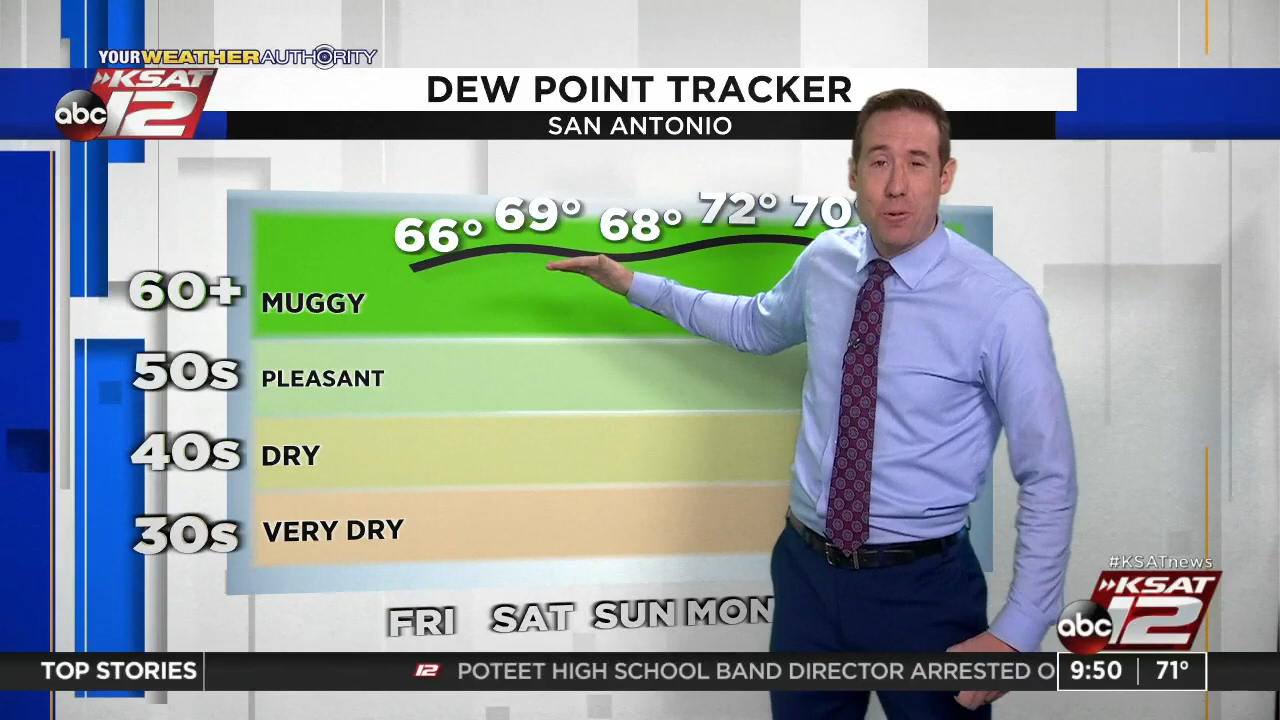 YOURWEATHERAUTHORITY
KSAT
abc 12
DEW POINT TRACKER
SAN ANTONIO
66° 69° 68° 72° 70°
60+ MUGGY
50s PLEASANT
40s DRY
30s VERY DRY
FRI SAT SUN MON
#KSATnews
KSAT
abc 12
TOP STORIES 12 POTEET HIGH SCHOOL BAND DIRECTOR ARRESTED O 9:50 71°